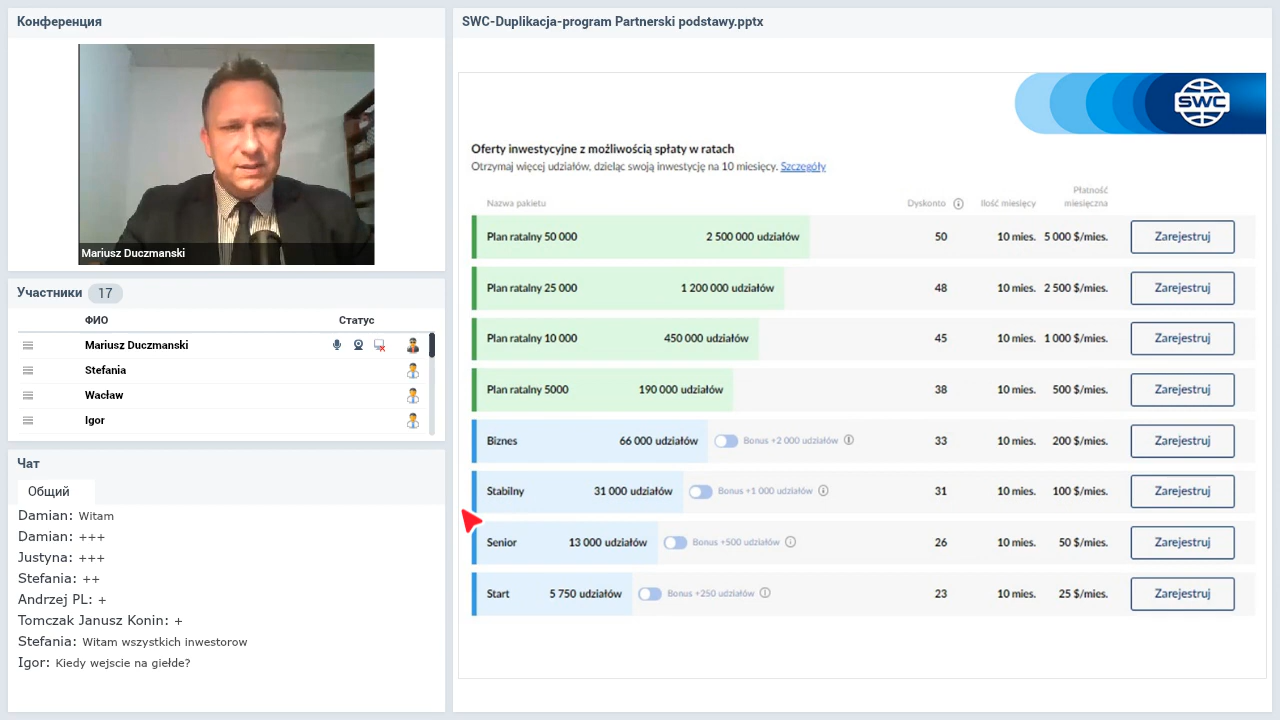 Конференция
Mariusz Duczmanski
Участники 17
ФИО Статус
Mariusz Duczmanski
Stefania
Wacław
Igor
Чат
Общий
Damian: Witam
Damian: +++
Justyna: +++
Stefania: ++
Andrzej PL: +
Tomczak Janusz Konin: +
Stefania: Witam wszystkich inwestorow
Igor: Kiedy wejscie na giełde?
SWC-Duplikacja-program Partnerski podstawy.pptx
SWC
Oferty inwestycyjne z możliwością spłaty w ratach
Otrzymaj więcej udziałów, dzieląc swoją inwestycję na 10 miesięcy. Szczegóły
Nazwa pakietu Dyskonto Ilość miesięcy Płatność miesięczna
Plan ratalny 50 000 2 500 000 udziałów 50 10 mies. 5 000 $/mies. Zarejestruj
Plan ratalny 25 000 1 200 000 udziałów 48 10 mies. 2 500 $/mies. Zarejestruj
Plan ratalny 10 000 450 000 udziałów 45 10 mies. 1 000 $/mies. Zarejestruj
Plan ratalny 5000 190 000 udziałów 38 10 mies. 500 $/mies. Zarejestruj
Biznes 66 000 udziałów Bonus +2 000 udziałów 33 10 mies. 200 $/mies. Zarejestruj
Stabilny 31 000 udziałów Bonus +1 000 udziałów 31 10 mies. 100 $/mies. Zarejestruj
Senior 13 000 udziałów Bonus +500 udziałów 26 10 mies. 50 $/mies. Zarejestruj
Start 5 750 udziałów Bonus +250 udziałów 23 10 mies. 25 $/mies. Zarejestruj